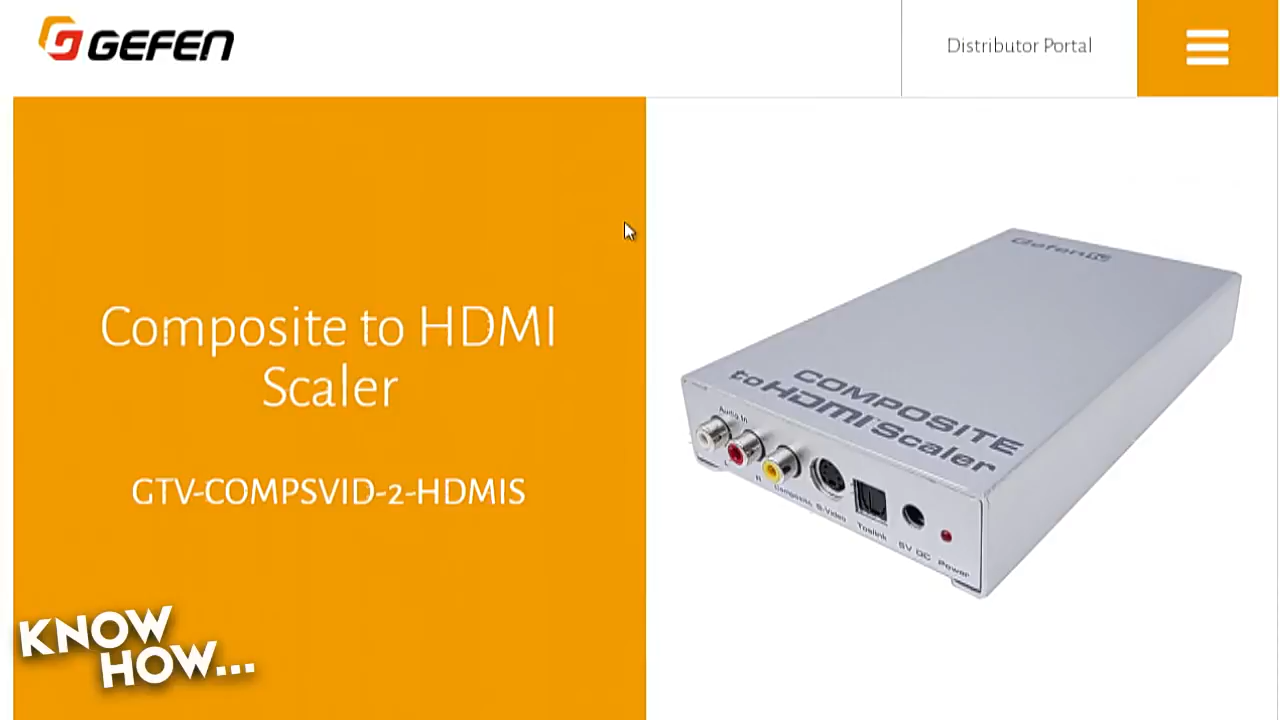 GEFEN
Distributor Portal
Composite to HDMI
Scaler
GTV-COMPSVID-2-HDMIS
GefenTV
COMPOSITE
to HDMI Scaler
Audio In
L
R
Composite
S-Video
Toslink
5V DC
Power
KNOW
HOW...